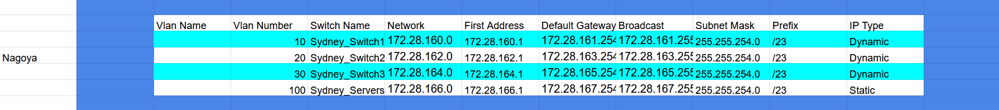 Vlan Name Vlan Number Switch Name Network First Address Default Gateway Broadcast Subnet Mask Prefix IP Type
10 Sydney_Switch1 172.28.160.0 172.28.160.1 172.28.161.254 172.28.161.255 255.255.254.0 /23 Dynamic
Nagoya 20 Sydney_Switch2 172.28.162.0 172.28.162.1 172.28.163.254 172.28.163.255 255.255.254.0 /23 Dynamic
30 Sydney_Switch3 172.28.164.0 172.28.164.1 172.28.165.254 172.28.165.255 255.255.254.0 /23 Dynamic
100 Sydney_Servers 172.28.166.0 172.28.166.1 172.28.167.254 172.28.167.255 255.255.254.0 /23 Static